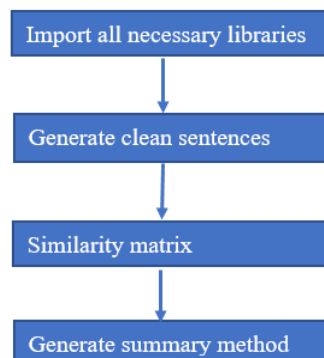 Import all necessary libraries
Generate clean sentences
Similarity matrix
Generate summary method